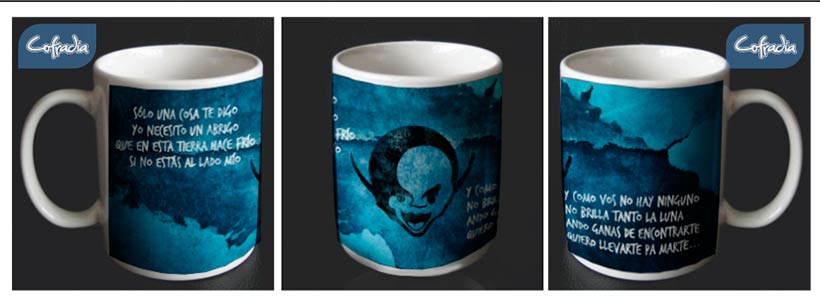 Cofradia
SÓLO UNA COSA TE DIGO
YO NECESITO UN ABRIGO
QUE EN ESTA TIERRA HACE FRÍO
SI NO ESTÁS AL LADO MÍO
O
O
FRÍO
O
Y COMO
NO BRIL
ANDO G
QUIERO
Cofradia
Y COMO VOS NO HAY NINGUNO
NO BRILLA TANTO LA LUNA
ANDO GANAS DE ENCONTRARTE
QUIERO LLEVARTE PA MARTE...